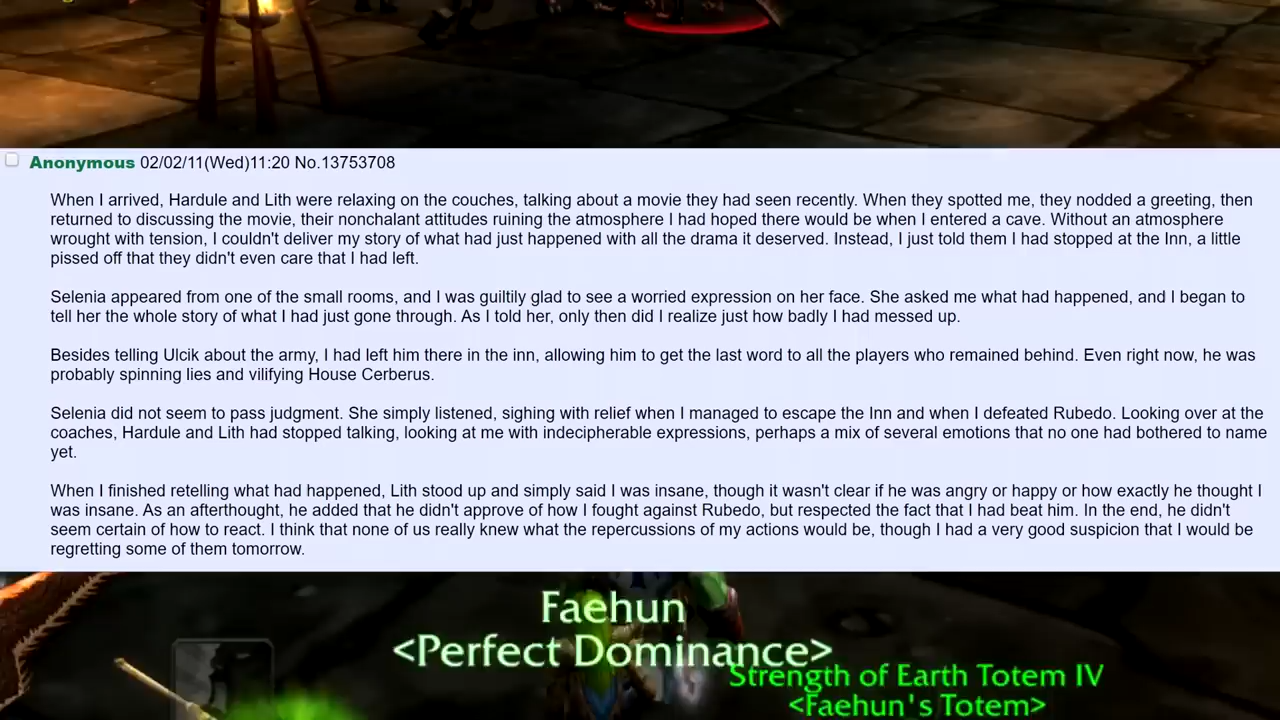 Anonymous 02/02/11(Wed)11:20 No.13753708
When I arrived, Hardule and Lith were relaxing on the couches, talking about a movie they had seen recently. When they spotted me, they nodded a greeting, then
returned to discussing the movie, their nonchalant attitudes ruining the atmosphere I had hoped there would be when I entered a cave. Without an atmosphere
wrought with tension, I couldn't deliver my story of what had just happened with all the drama it deserved. Instead, I just told them I had stopped at the Inn, a little
pissed off that they didn't even care that I had left.
Selenia appeared from one of the small rooms, and I was guiltily glad to see a worried expression on her face. She asked me what had happened, and I began to
tell her the whole story of what I had just gone through. As I told her, only then did I realize just how badly I had messed up.
Besides telling Ulcik about the army, I had left him there in the inn, allowing him to get the last word to all the players who remained behind. Even right now, he was
probably spinning lies and vilifying House Cerberus.
Selenia did not seem to pass judgment. She simply listened, sighing with relief when I managed to escape the Inn and when I defeated Rubedo. Looking over at the
coaches, Hardule and Lith had stopped talking, looking at me with indecipherable expressions, perhaps a mix of several emotions that no one had bothered to name
yet.
When I finished retelling what had happened, Lith stood up and simply said I was insane, though it wasn't clear if he was angry or happy or how exactly he thought I
was insane. As an afterthought, he added that he didn't approve of how I fought against Rubedo, but respected the fact that I had beat him. In the end, he didn't
seem certain of how to react. I think that none of us really knew what the repercussions of my actions would be, though I had a very good suspicion that I would be
regretting some of them tomorrow.
Faehun
<Perfect Dominance>
Strength of Earth Totem IV
<Faehun's Totem>